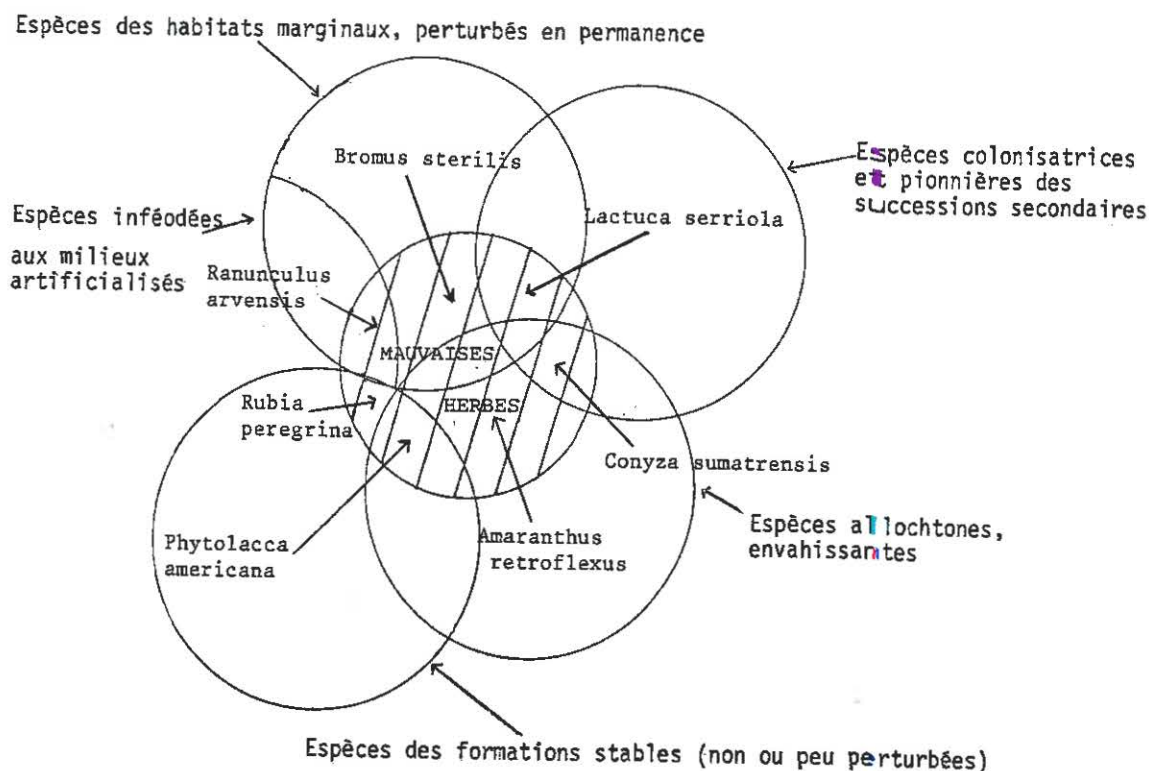 Espèces des habitats marginaux, perturbés en permanence
Bromus sterilis
Espèces colonisatrices
et pionnières des
successions secondaires
Lactuca serriola
Espèces inféodées
aux milieux
artificialisés
Ranunculus
arvensis
MAUVAISES
HERBES
Rubia
peregrina
Conyza sumatrensis
Phytolacca
americana
Amaranthus
retroflexus
Espèces allochtones,
envahissantes
Espèces des formations stables (non ou peu perturbées)